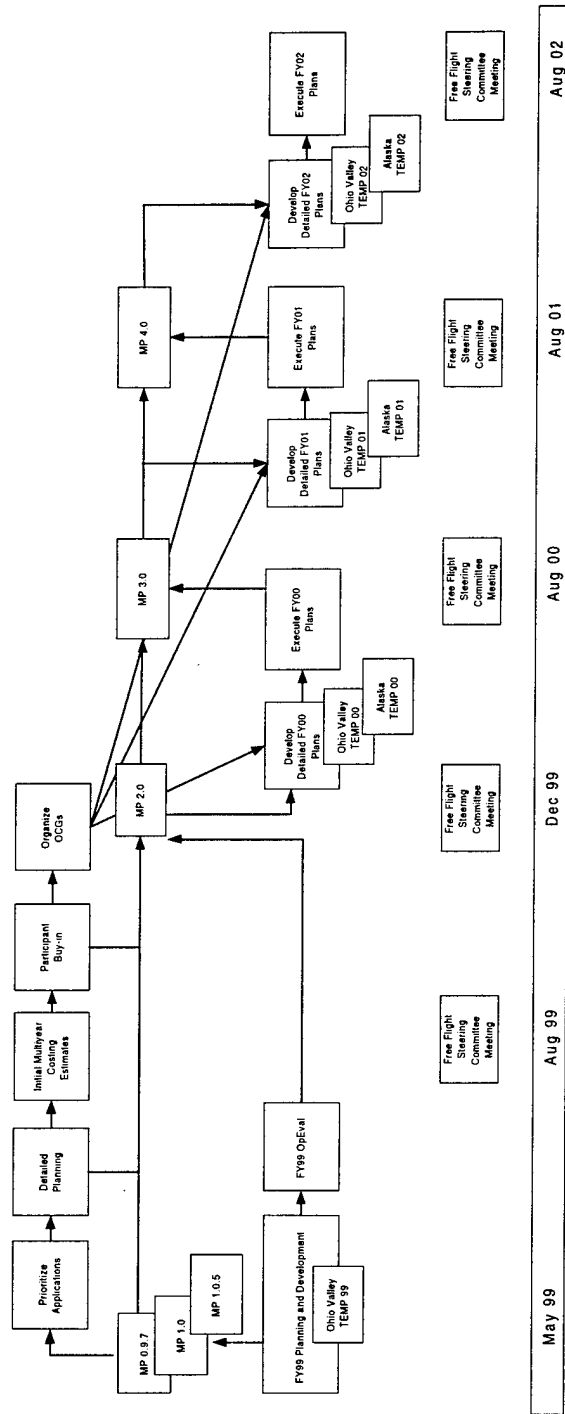 Prioritize
Applications
Detailed
Planning
Initial Multiyear
Costing
Estimates
Participant
Buy-in
Organize
OCGs
MP 0.9.7
MP 1.0
MP 1.0.5
MP 2.0
MP 3.0
MP 4.0
FY99 Planning and Development
Ohio Valley
TEMP 99
FY99 OpEval
Develop
Detailed FY00
Plans
Ohio Valley
TEMP 00
Alaska
TEMP 00
Execute FY00
Plans
Develop
Detailed FY01
Plans
Ohio Valley
TEMP 01
Alaska
TEMP 01
Execute FY01
Plans
Develop
Detailed FY02
Plans
Ohio Valley
TEMP 02
Alaska
TEMP 02
Execute FY02
Plans
Free Flight
Steering
Committee
Meeting
Free Flight
Steering
Committee
Meeting
Free Flight
Steering
Committee
Meeting
Free Flight
Steering
Committee
Meeting
Free Flight
Steering
Committee
Meeting
May 99
Aug 99
Dec 99
Aug 00
Aug 01
Aug 02